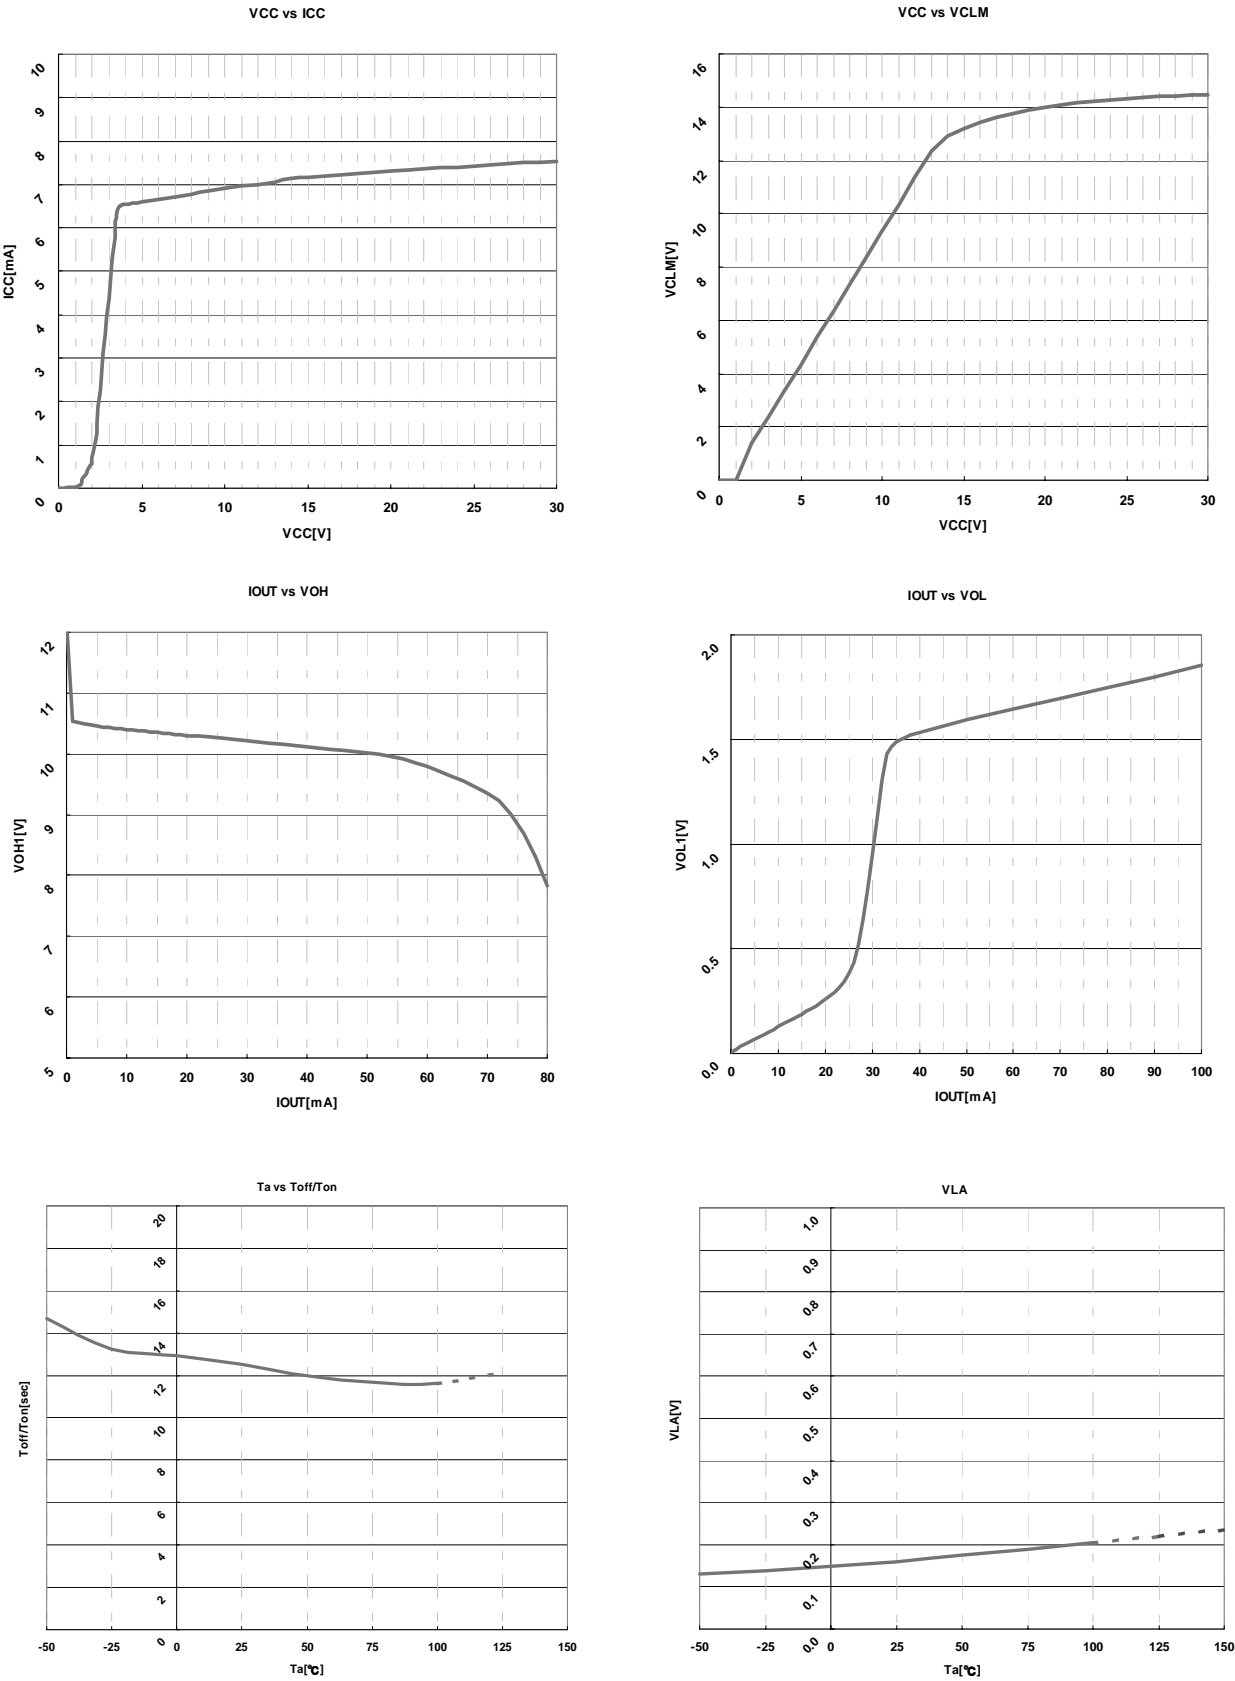 VCC vs ICC
10
9
8
7
6
5
4
3
2
1
0
ICC[mA]
0 5 10 15 20 25 30
VCC[V]
VCC vs VCLM
16
14
12
10
8
6
4
2
0
VCLM[V]
0 5 10 15 20 25 30
VCC[V]
IOUT vs VOH
12
11
10
9
8
7
6
5
VOH1[V]
0 10 20 30 40 50 60 70 80
IOUT[mA]
IOUT vs VOL
2.0
1.5
1.0
0.5
0.0
VOL1[V]
0 10 20 30 40 50 60 70 80 90 100
IOUT[mA]
Ta vs Toff/Ton
20
18
16
14
12
10
8
6
4
2
0
Toff/Ton[sec]
-50 -25 0 25 50 75 100 125 150
Ta[℃]
VLA
1.0
0.9
0.8
0.7
0.6
0.5
0.4
0.3
0.2
0.1
0.0
VLA[V]
-50 -25 0 25 50 75 100 125 150
Ta[℃]